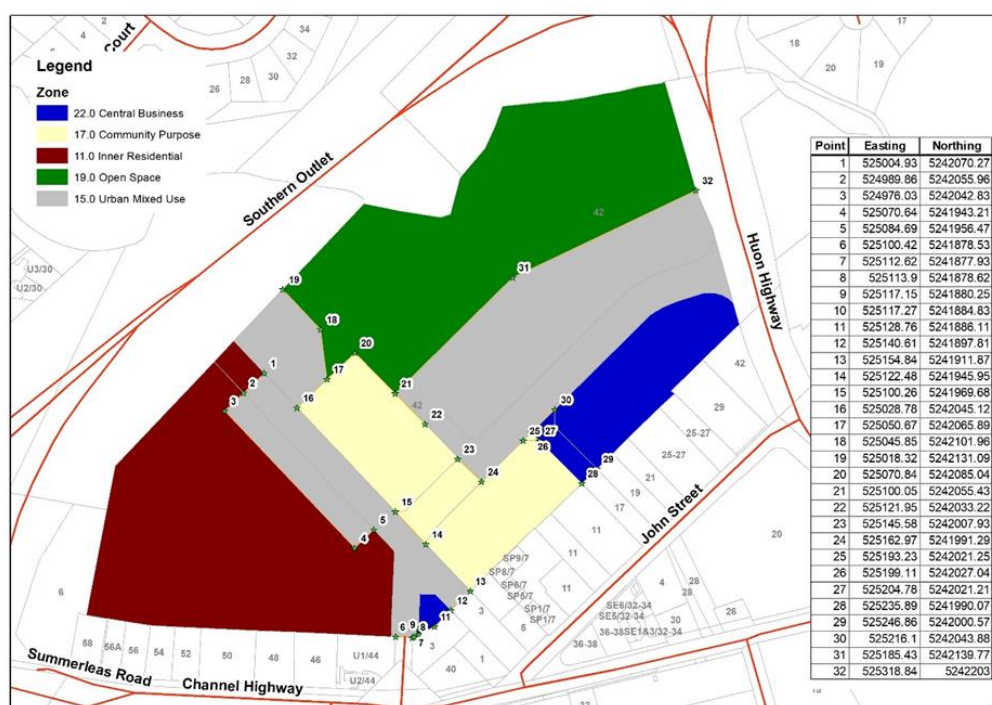 Court
2
2
4
6
34
32
30
28
26
17
18
20
19
Legend
Zone
22.0 Central Business
17.0 Community Purpose
11.0 Inner Residential
19.0 Open Space
15.0 Urban Mixed Use
Southern Outlet
Huon Highway
U3/30
U2/30
32
42
31
19
18
20
17
21
42
1
2
3
16
22
23
24
25
30
27
26
29
28
42
29
25-27
21
19
17
11
15
14
5
4
13
12
11
9
8
6
7
3
3
SP9/7
SP8/7
SP6/7
SP5/7
SP1/7
SP1/7
11
John Street
20
4
28
28
26
SE6/32-34
SE5/32-34
36-38
SE1&3/32-34
36-38
6
58
56A
56
54
52
50
48
46
U1/44
U2/44
40
1
5
Summerleas Road
Channel Highway
32
Point Easting Northing
1 525004.93 5242070.27
2 524989.86 5242055.96
3 524976.03 5242042.83
4 525070.64 5241943.21
5 525084.69 5241956.47
6 525100.42 5241878.53
7 525112.62 5241877.93
8 525113.9 5241878.62
9 525117.15 5241880.25
10 525117.27 5241884.83
11 525128.76 5241886.11
12 525140.61 5241897.81
13 525154.84 5241911.87
14 525122.48 5241945.95
15 525100.26 5241969.68
16 525028.78 5242045.12
17 525050.67 5242065.89
18 525045.85 5242101.96
19 525018.32 5242131.09
20 525070.84 5242085.04
21 525100.05 5242055.43
22 525121.95 5242033.22
23 525145.58 5242007.93
24 525162.97 5241991.29
25 525193.23 5242021.25
26 525199.11 5242027.04
27 525204.78 5242021.21
28 525235.89 5241990.07
29 525246.86 5242000.57
30 525216.1 5242043.88
31 525185.43 5242139.77
32 525318.84 5242203